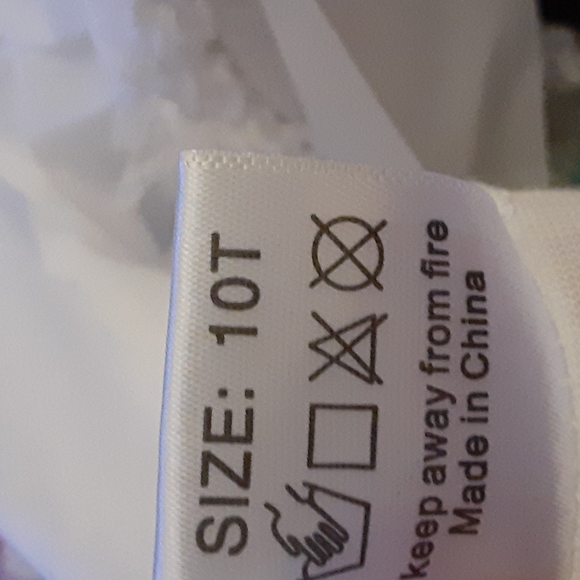 SIZE: 10T
keep away from fire
Made in China